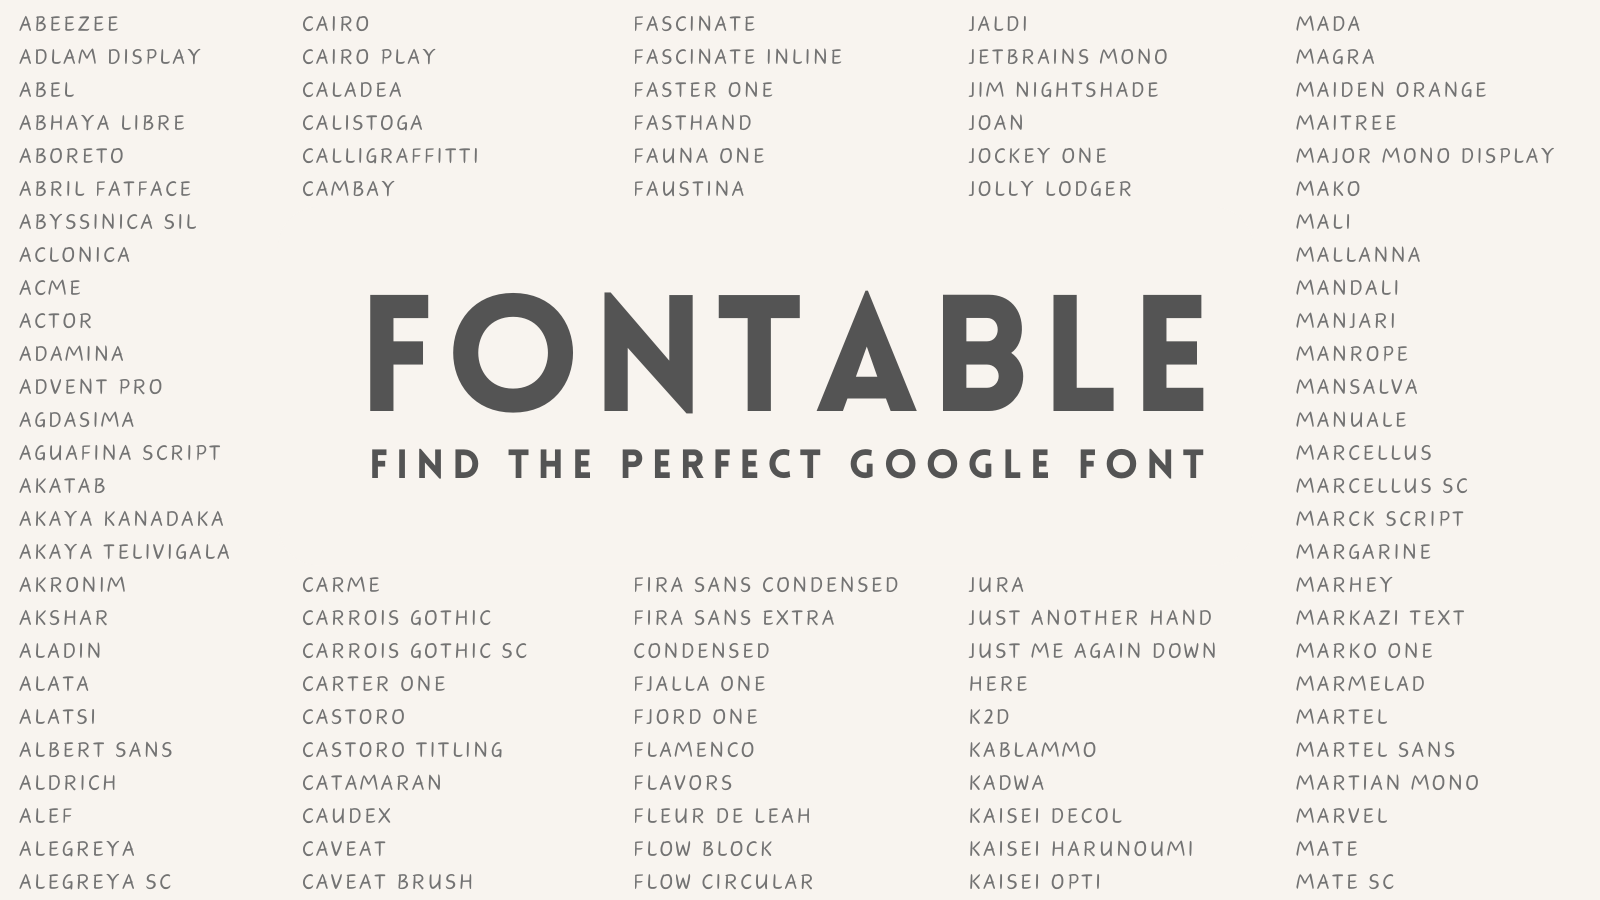 ABEEZEE
ADLAM DISPLAY
ABEL
ABHAYA LIBRE
ABORETO
ABRIL FATFACE
ABYSSINICA SIL
ACLONICA
ACME
ACTOR
ADAMINA
ADVENT PRO
AGDASIMA
AGUAFINA SCRIPT
AKATAB
AKAYA KANADAKA
AKAYA TELIVIGALA
AKRONIM
AKSHAR
ALADIN
ALATA
ALATSI
ALBERT SANS
ALDRICH
ALEF
ALEGREYA
ALEGREYA SC
CAIRO
CAIRO PLAY
CALADEA
CALISTOGA
CALLIGRAFFITTI
CAMBAY
FASCINATE
FASCINATE INLINE
FASTER ONE
FASTHAND
FAUNA ONE
FAUSTINA
JALDI
JETBRAINS MONO
JIM NIGHTSHADE
JOAN
JOCKEY ONE
JOLLY LODGER
FONTABLE
FIND THE PERFECT GOOGLE FONT
CARME
CARROIS GOTHIC
CARROIS GOTHIC SC
CARTER ONE
CASTORO
CASTORO TITLING
CATAMARAN
CAUDEX
CAVEAT
CAVEAT BRUSH
FIRA SANS CONDENSED
FIRA SANS EXTRA
CONDENSED
FJALLA ONE
FJORD ONE
FLAMENCO
FLAVORS
FLEUR DE LEAH
FLOW BLOCK
FLOW CIRCULAR
JURA
JUST ANOTHER HAND
JUST ME AGAIN DOWN
HERE
K2D
KABLAMMO
KADWA
KAISEI DECOL
KAISEI HARUNOUMI
KAISEI OPTI
MADA
MAGRA
MAIDEN ORANGE
MAITREE
MAJOR MONO DISPLAY
MAKO
MALI
MALLANNA
MANDALI
MANJARI
MANROPE
MANSALVA
MANUALE
MARCELLUS
MARCELLUS SC
MARCK SCRIPT
MARGARINE
MARHEY
MARKAZI TEXT
MARKO ONE
MARMELAD
MARTEL
MARTEL SANS
MARTIAN MONO
MARVEL
MATE
MATE SC